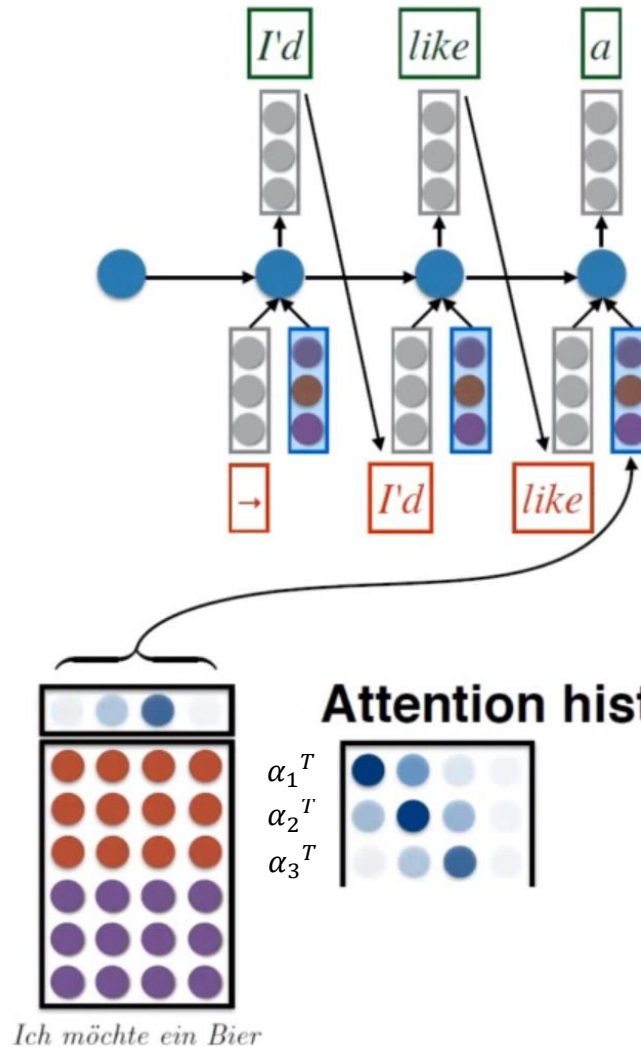 I'd like a
→ I'd like
Attention hist
α₁ᵀ
α₂ᵀ
α₃ᵀ
Ich möchte ein Bier